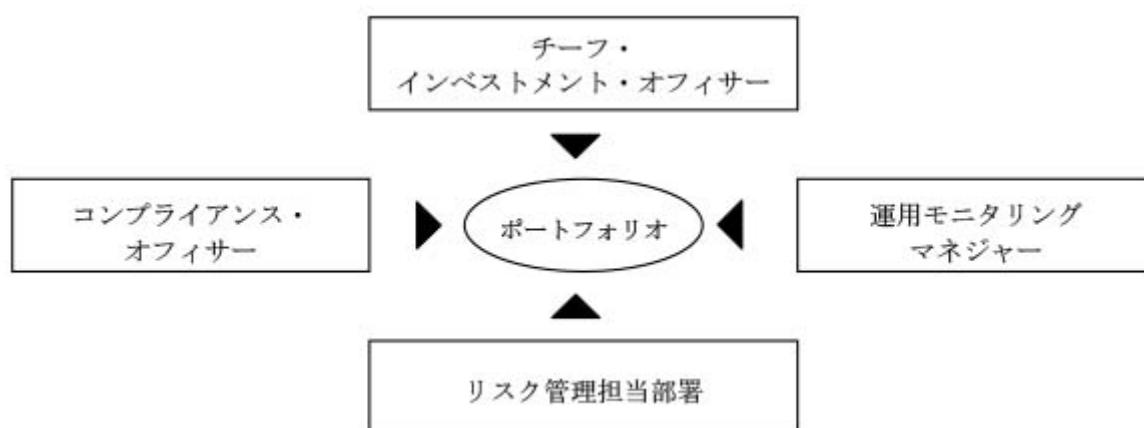 チーフ・
インベストメント・オフィサー
コンプライアンス・
オフィサー
ポートフォリオ
運用モニタリング
マネジャー
リスク管理担当部署